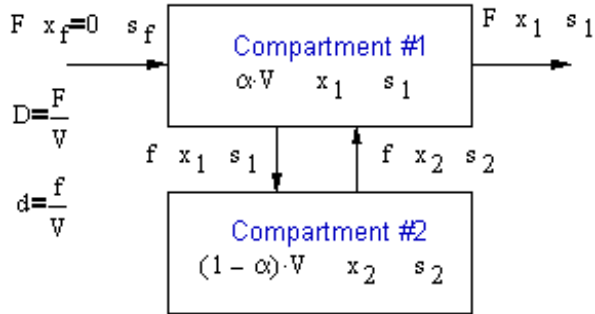 F x_f=0 s_f
Compartment #1
α·V x_1 s_1
F x_1 s_1
D=F/V
f x_1 s_1
f x_2 s_2
d=f/V
Compartment #2
(1 - α)·V x_2 s_2